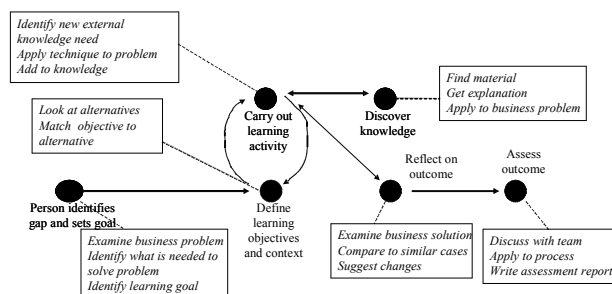 Identify new external
knowledge need
Apply technique to problem
Add to knowledge
Find material
Get explanation
Apply to business problem
Look at alternatives
Match objective to
alternative
Carry out
learning
activity
Discover
knowledge
Reflect on
outcome
Assess
outcome
Person identifies
gap and sets goal
Define
learning
objectives
and context
Examine business problem
Identify what is needed to
solve problem
Identify learning goal
Examine business solution
Compare to similar cases
Suggest changes
Discuss with team
Apply to process
Write assessment report